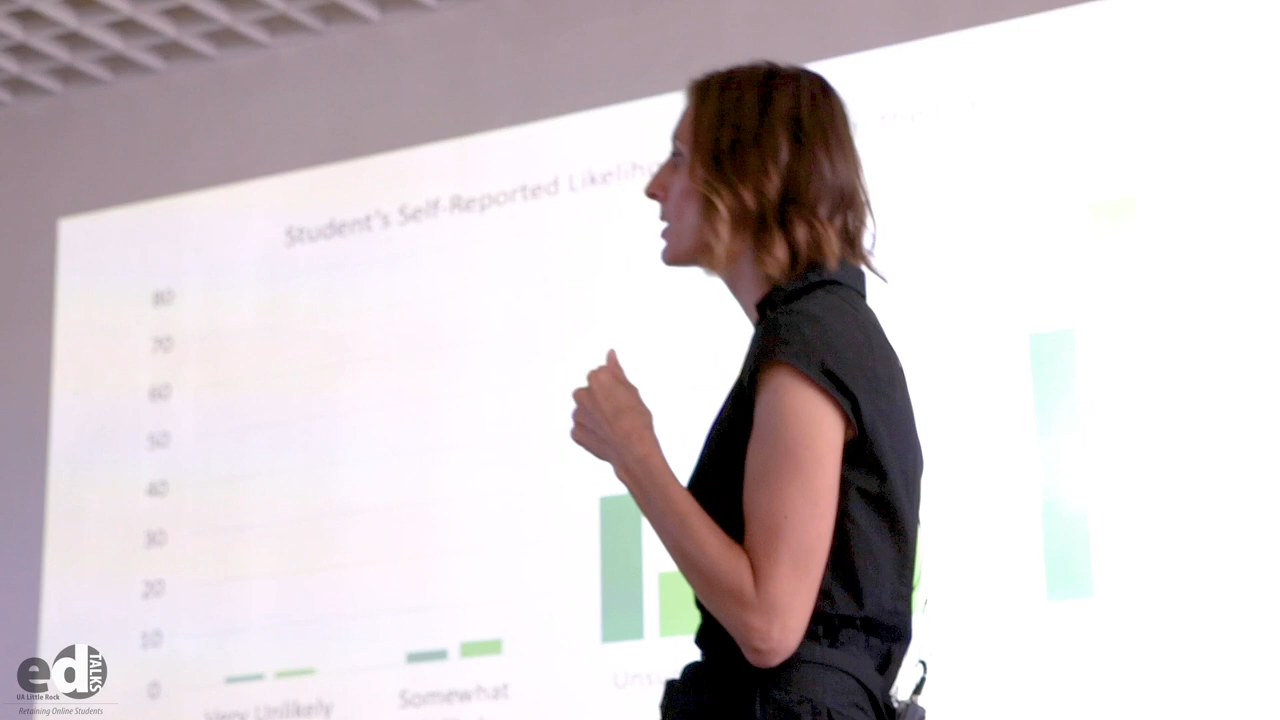 Student's Self-Reported
80
70
60
50
40
30
20
10
0
Very Unlikely
Somewhat
ed TALKS
UA Little Rock
Retaining Online Students